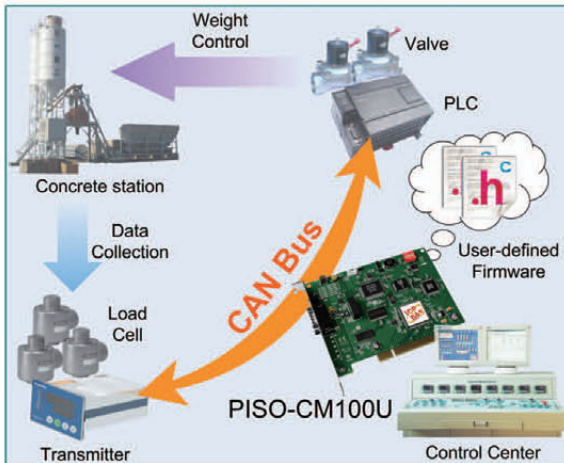 Weight
Control
Valve
PLC
Concrete station
Data
Collection
CAN Bus
.h
C
User-defined
Firmware
Load
Cell
PISO-CM100U
Transmitter
Control Center